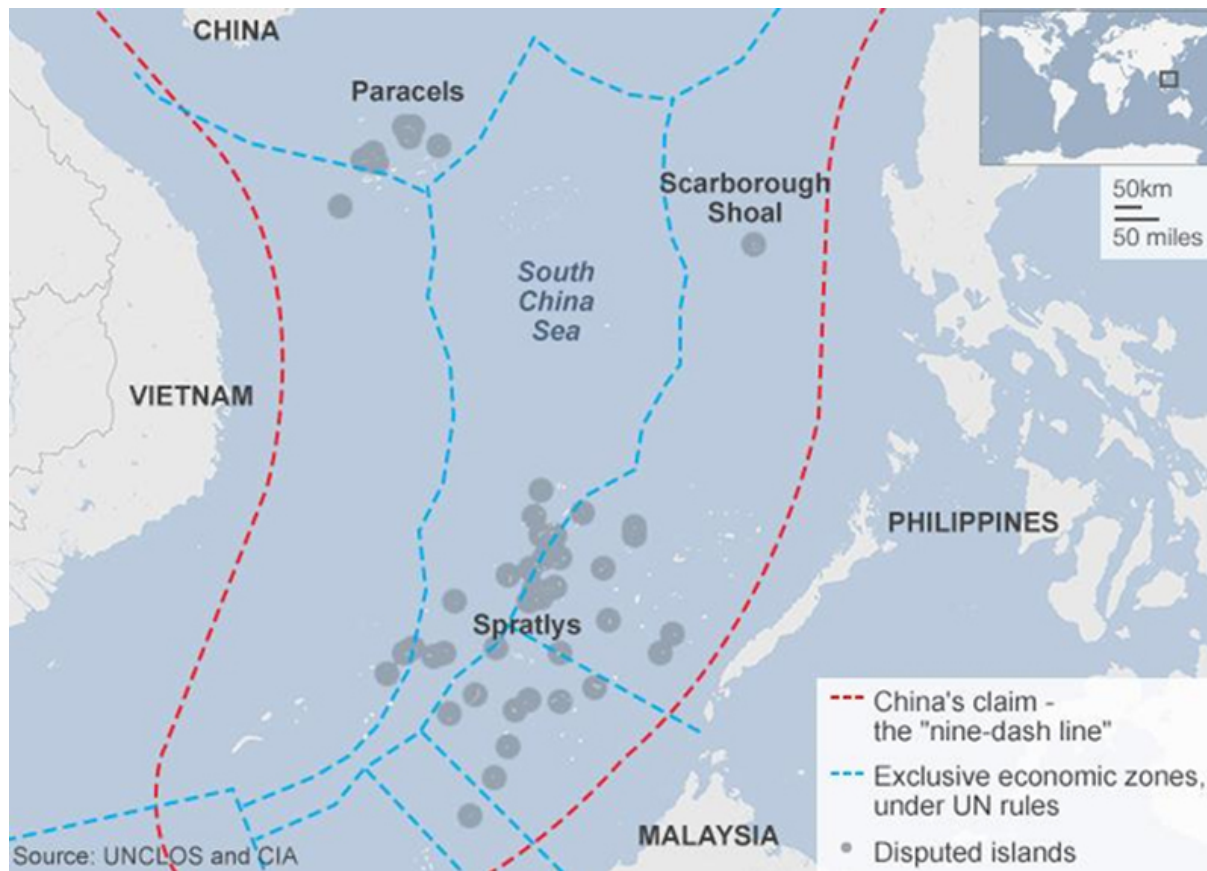 CHINA
Paracels
Scarborough
Shoal
50km
50 miles
South
China
Sea
VIETNAM
PHILIPPINES
Spratlys
China's claim -
the "nine-dash line"
Exclusive economic zones,
under UN rules
Disputed islands
MALAYSIA
Source: UNCLOS and CIA